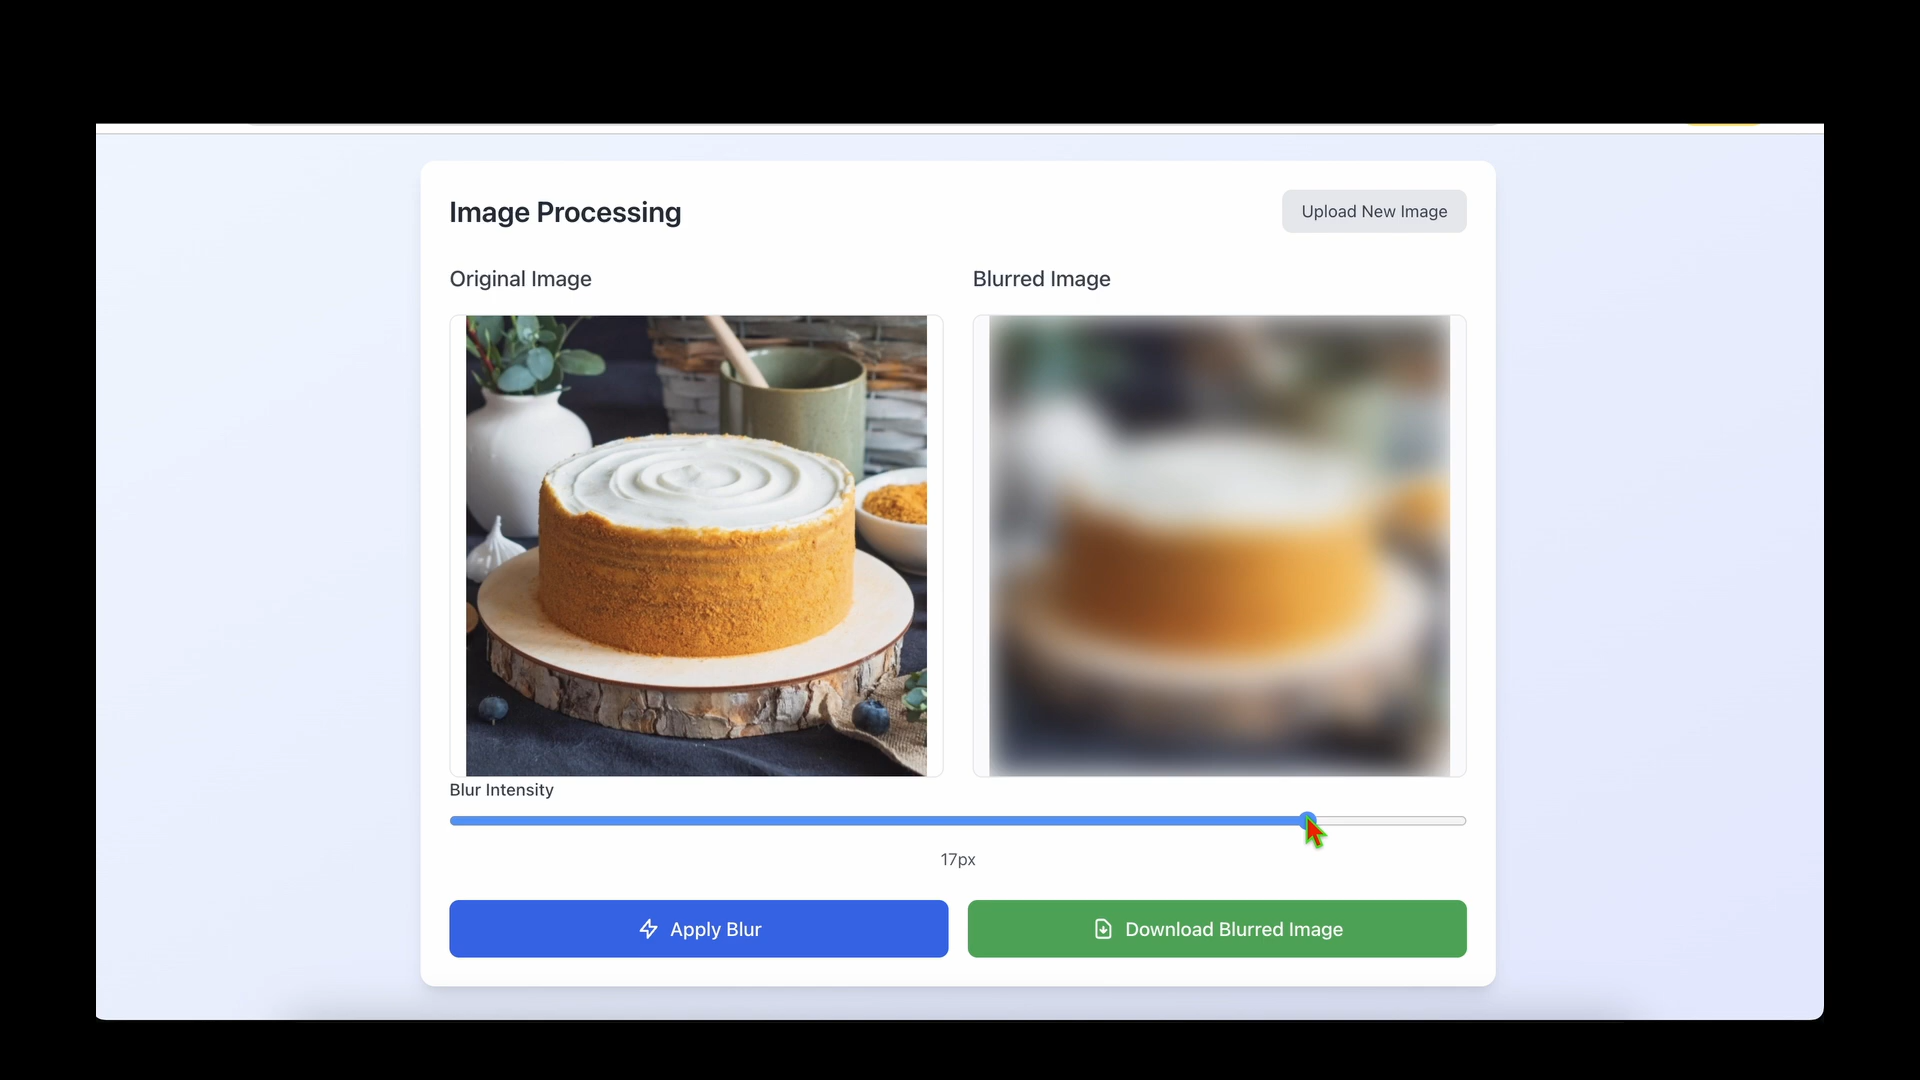 Image Processing
Upload New Image
Original Image
Blurred Image
Blur Intensity
17px
Apply Blur
Download Blurred Image